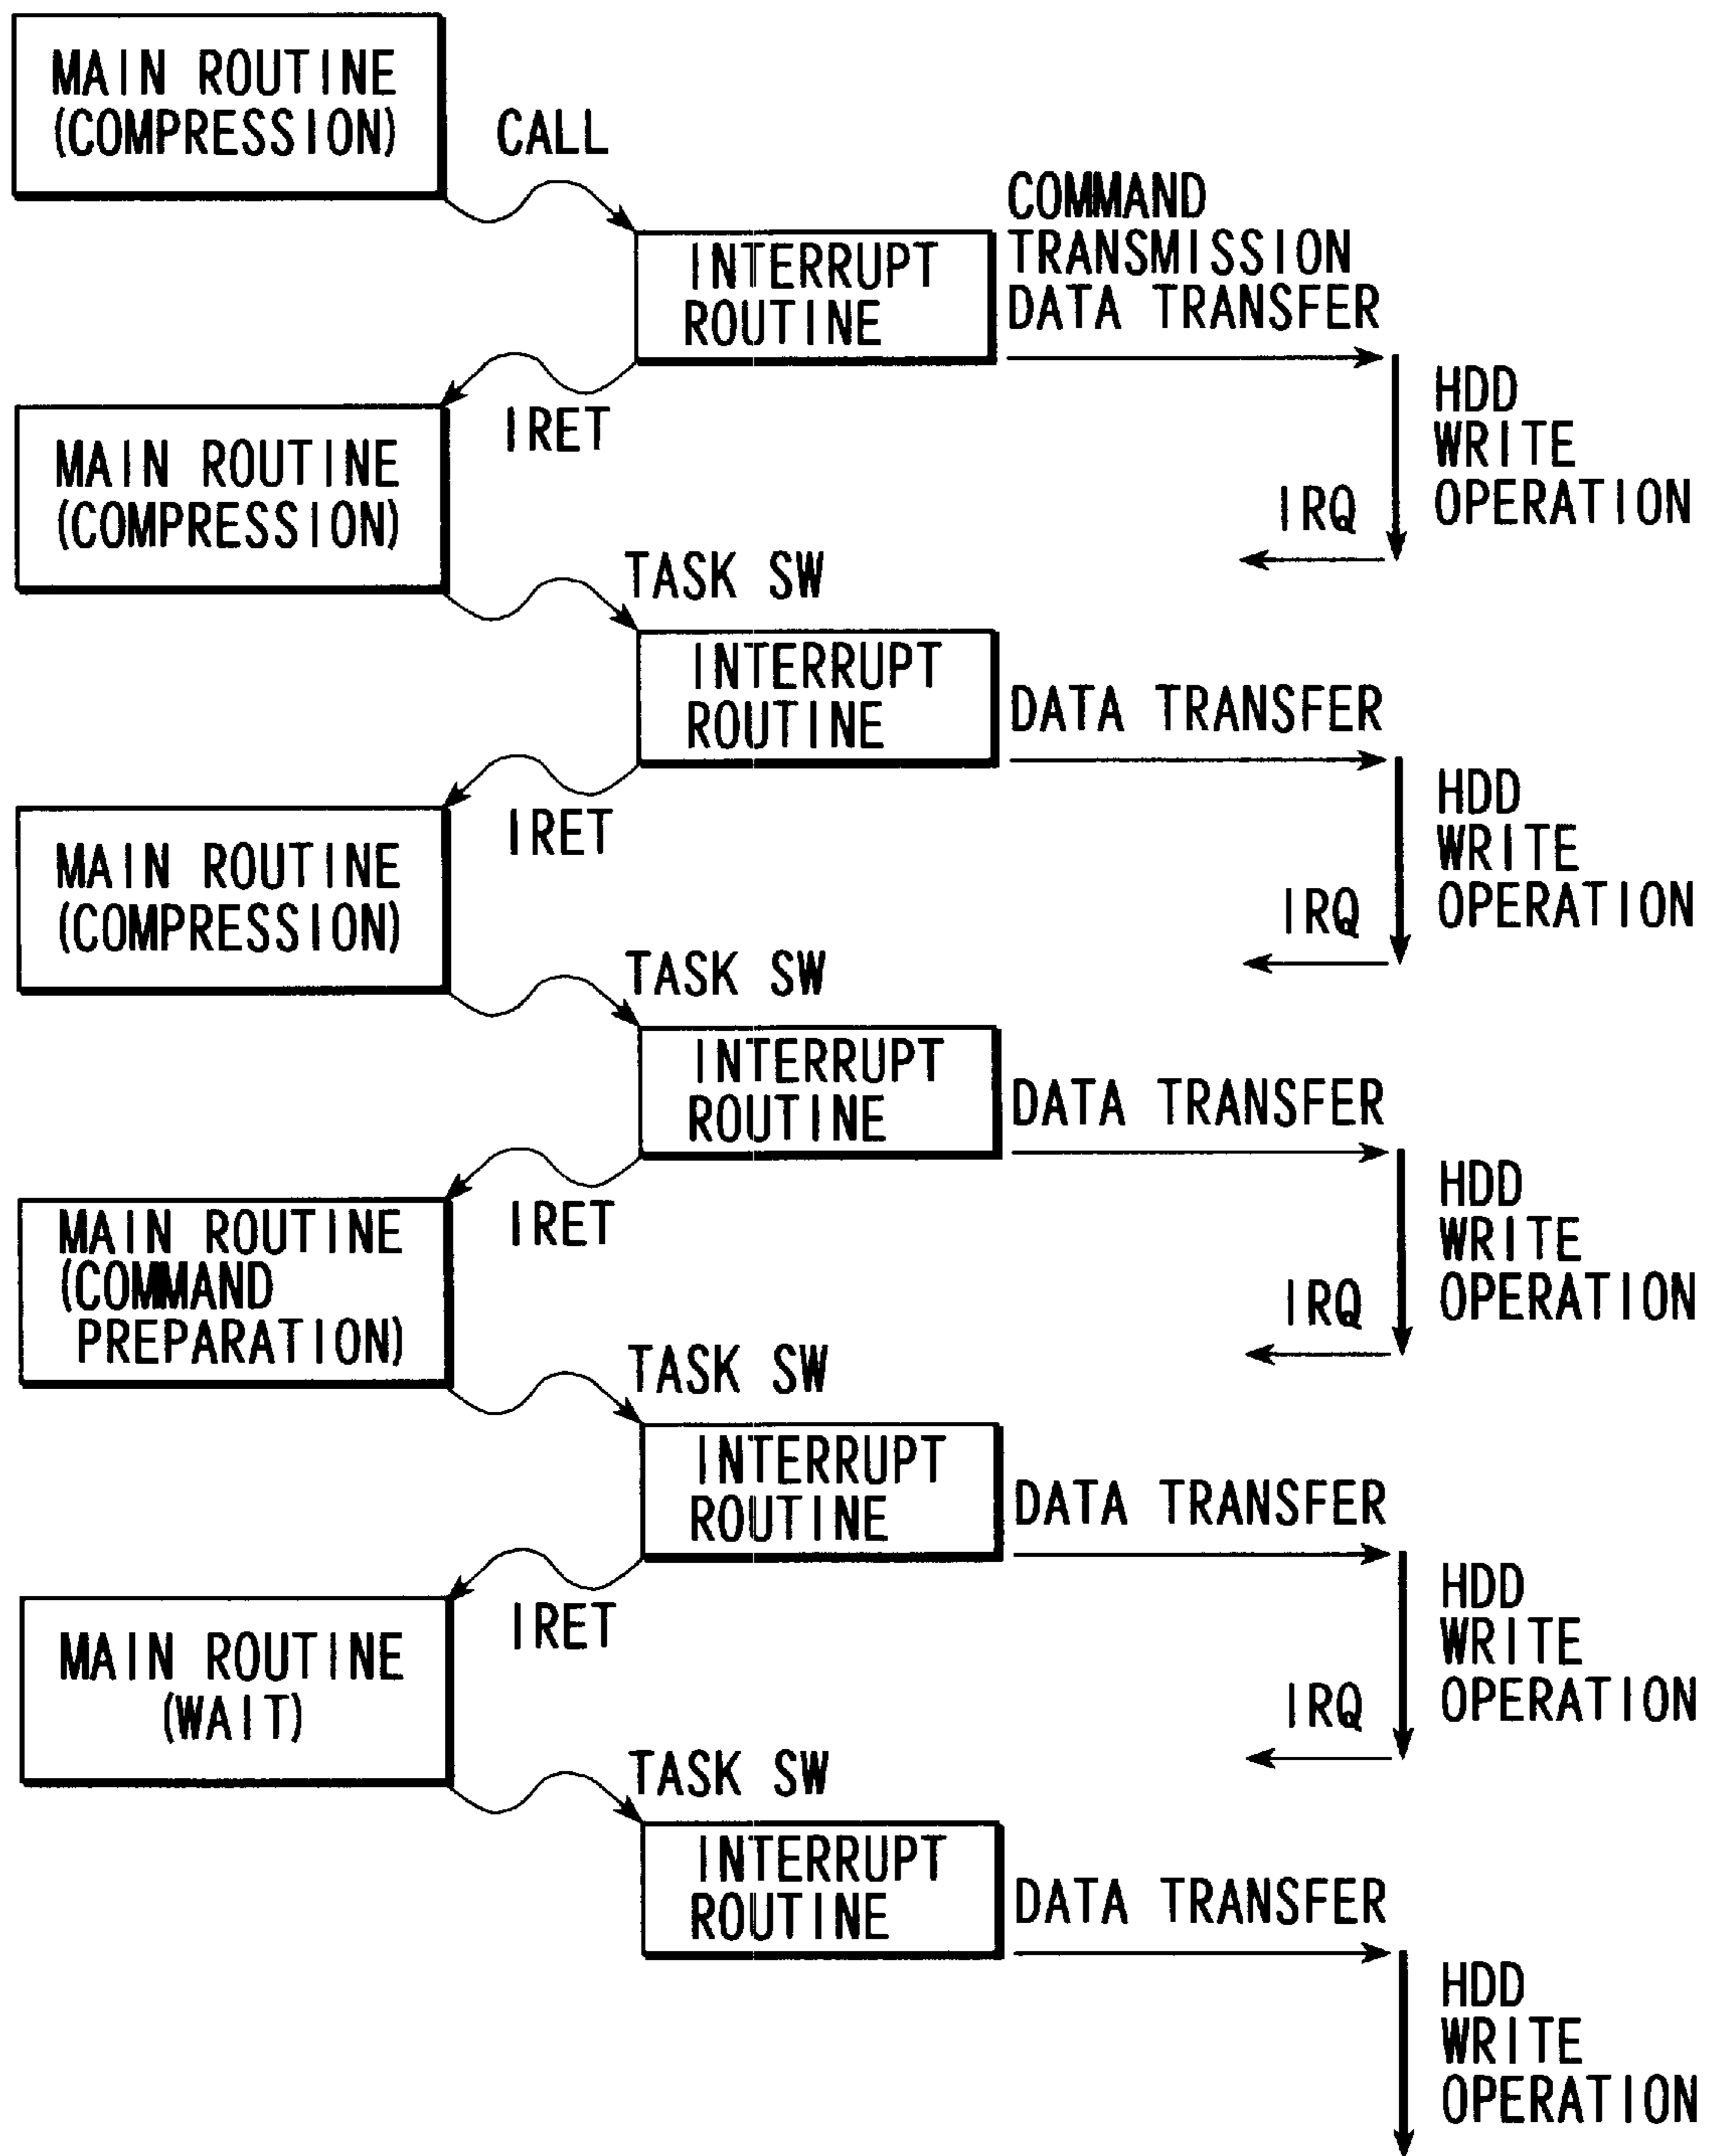 MAIN ROUTINE
(COMPRESSION)
CALL
INTERRUPT
ROUTINE
COMMAND
TRANSMISSION
DATA TRANSFER
IRET
HDD
WRITE
OPERATION
IRQ
MAIN ROUTINE
(COMPRESSION)
TASK SW
INTERRUPT
ROUTINE
DATA TRANSFER
IRET
HDD
WRITE
OPERATION
IRQ
MAIN ROUTINE
(COMPRESSION)
TASK SW
INTERRUPT
ROUTINE
DATA TRANSFER
IRET
HDD
WRITE
OPERATION
IRQ
MAIN ROUTINE
(COMMAND
PREPARATION)
TASK SW
INTERRUPT
ROUTINE
DATA TRANSFER
IRET
HDD
WRITE
OPERATION
IRQ
MAIN ROUTINE
(WAIT)
TASK SW
INTERRUPT
ROUTINE
DATA TRANSFER
HDD
WRITE
OPERATION